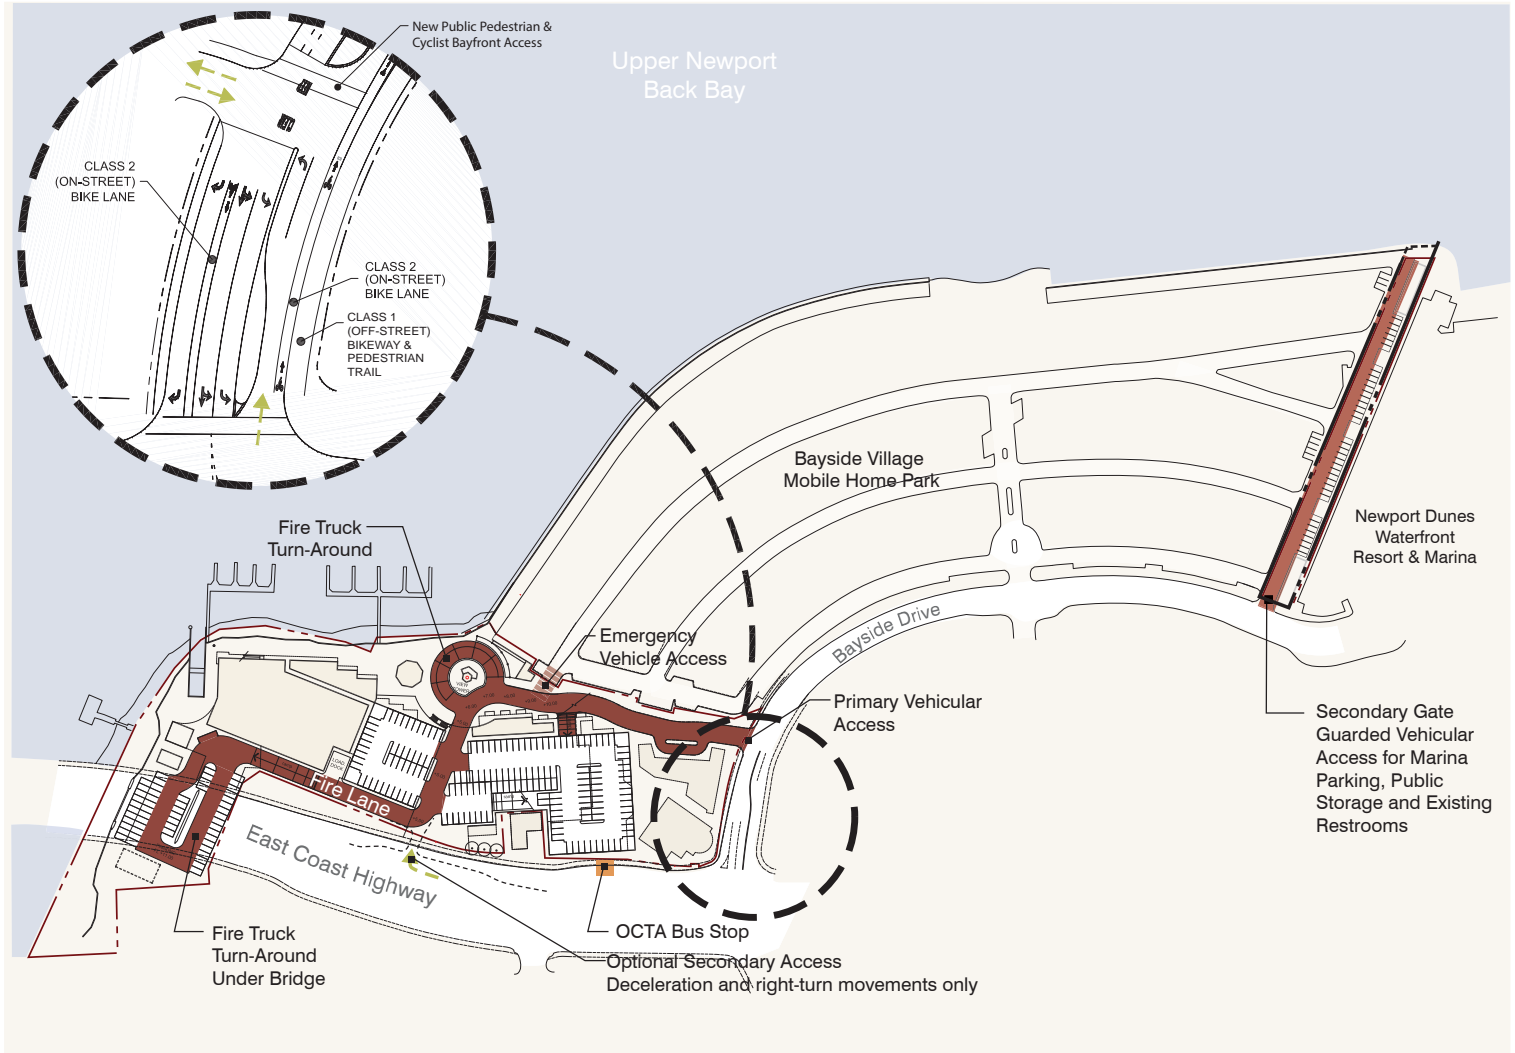 New Public Pedestrian &
Cyclist Bayfront Access
Upper Newport
Back Bay
CLASS 2
(ON-STREET)
BIKE LANE
CLASS 2
(ON-STREET)
BIKE LANE
CLASS 1
(OFF-STREET)
BIKEWAY &
PEDESTRIAN
TRAIL
Bayside Village
Mobile Home Park
Newport Dunes
Waterfront
Resort & Marina
Fire Truck
Turn-Around
Emergency
Vehicle Access
Bayside Drive
VIEW
TOWER
Primary Vehicular
Access
Secondary Gate
Guarded Vehicular
Access for Marina
Parking, Public
Storage and Existing
Restrooms
LOAD
DOCK
Fire Lane
East Coast Highway
OCTA Bus Stop
Fire Truck
Turn-Around
Under Bridge
Optional Secondary Access
Deceleration and right-turn movements only